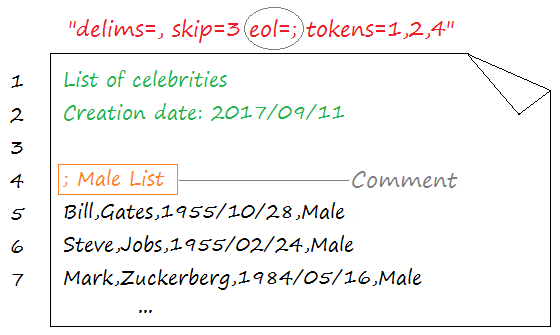 "delims=, skip=3 eol=; tokens=1,2,4"
1 List of celebrities
2 Creation date: 2017/09/11
3
4 ; Male List Comment
5 Bill,Gates,1955/10/28,Male
6 Steve,Jobs,1955/02/24,Male
7 Mark,Zuckerberg,1984/05/16,Male
...